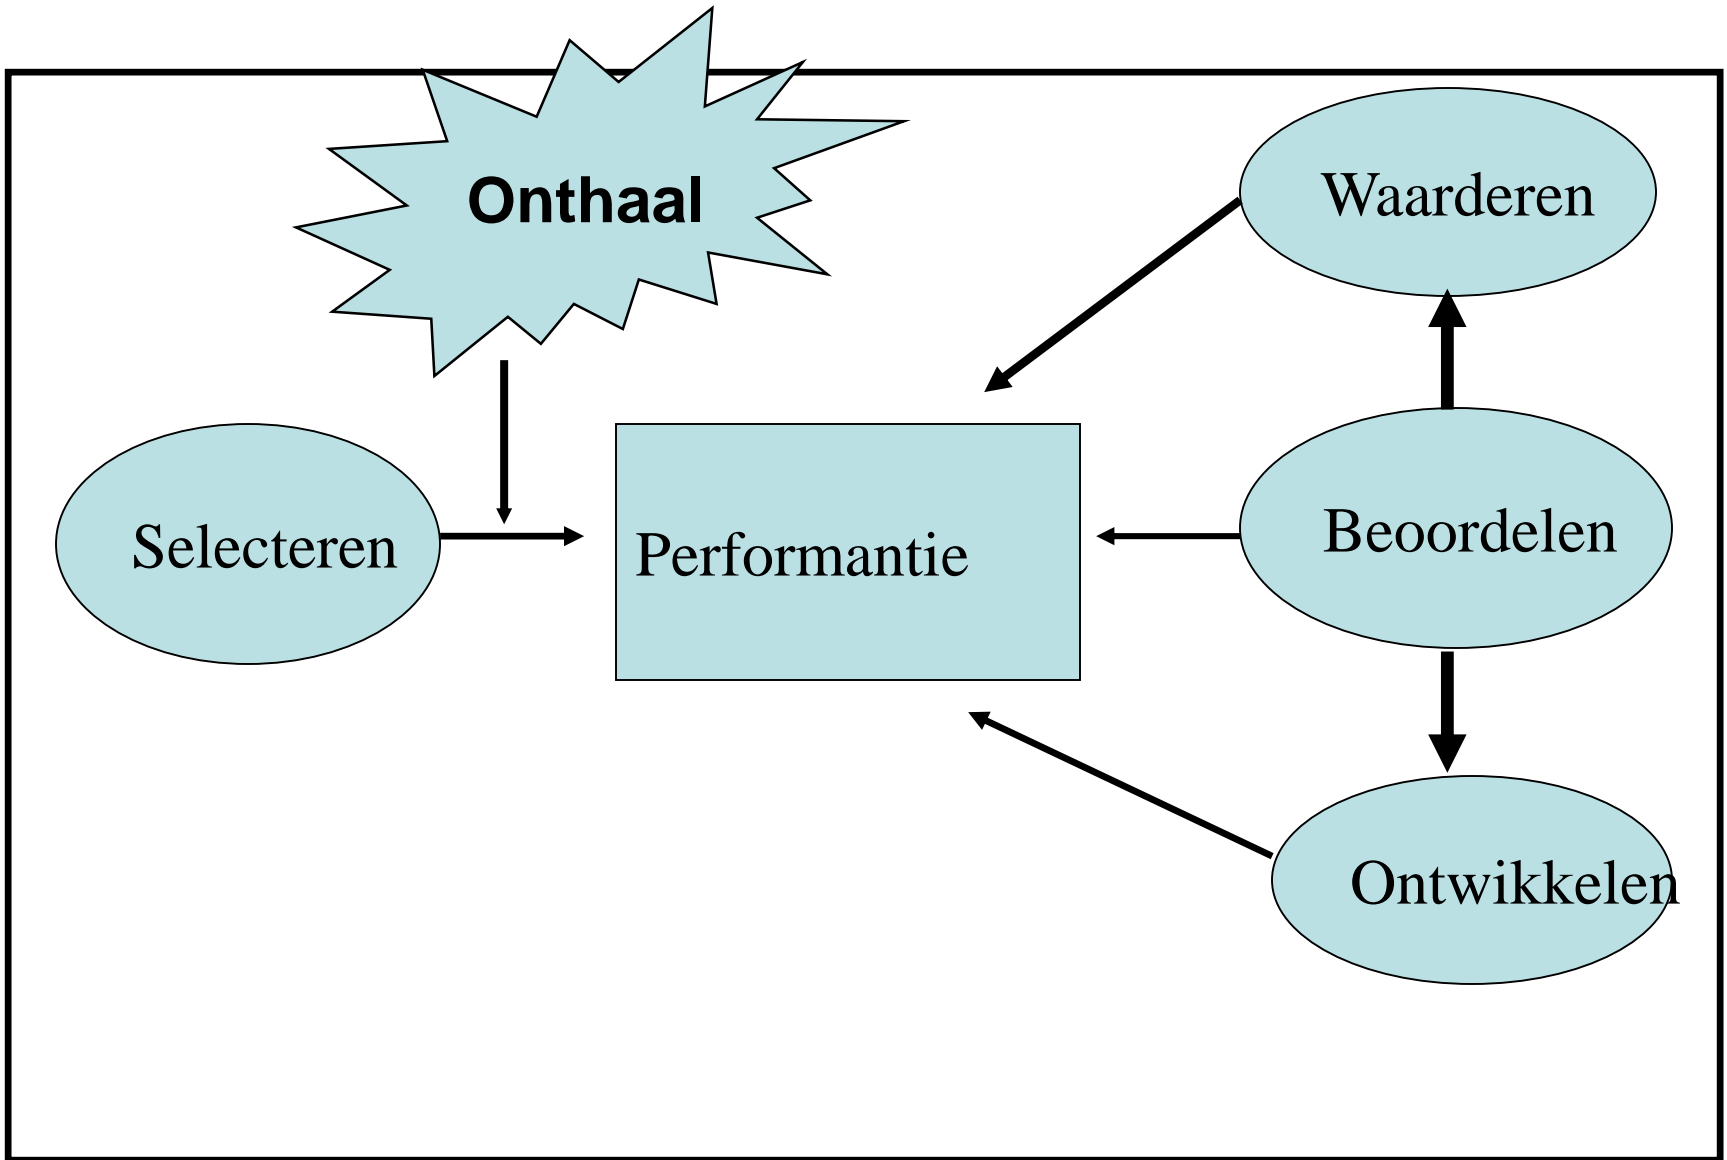 Onthaal
Waarderen
Selecteren
Performantie
Beoordelen
Ontwikkelen